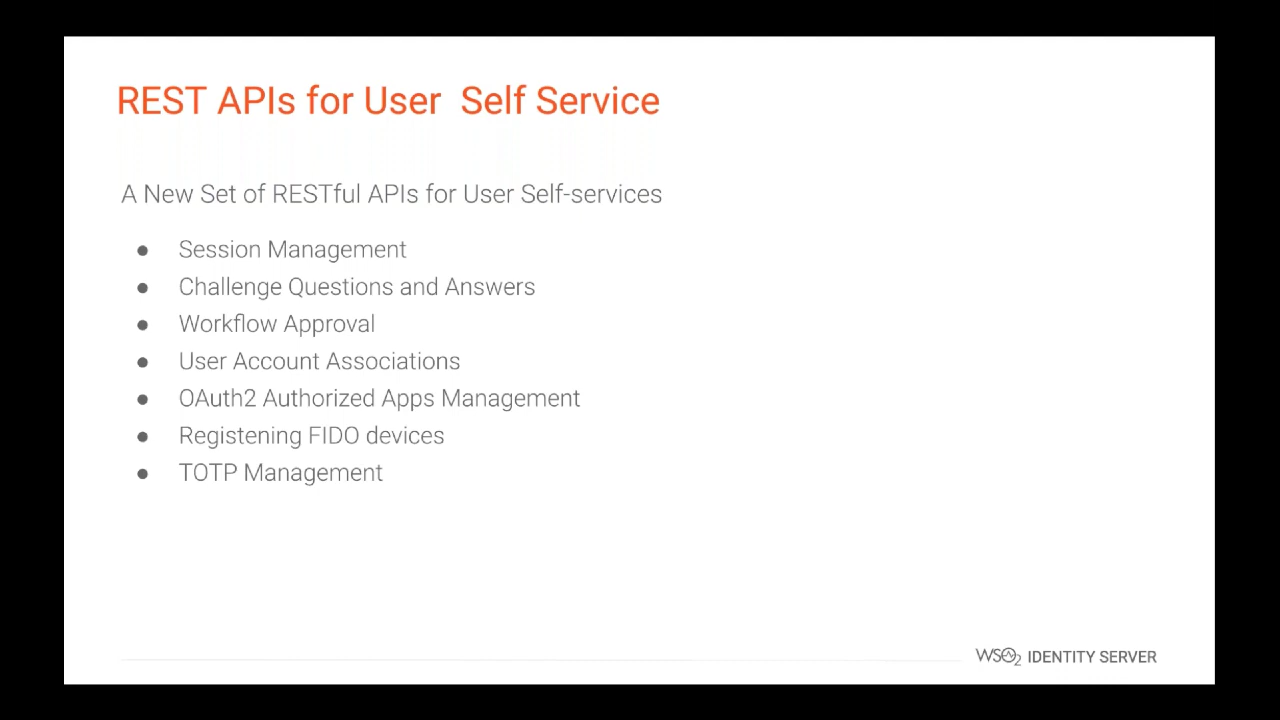 REST APIs for User Self Service
A New Set of RESTful APIs for User Self-services
● Session Management
● Challenge Questions and Answers
● Workflow Approval
● User Account Associations
● OAuth2 Authorized Apps Management
● Registening FIDO devices
● TOTP Management
WSO2 IDENTITY SERVER